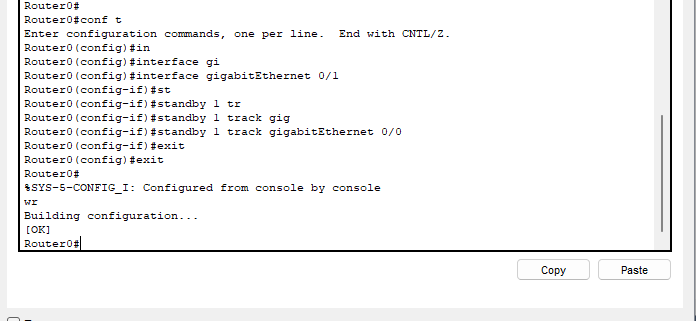 Router0#
Router0#conf t
Enter configuration commands, one per line.  End with CNTL/Z.
Router0(config)#in
Router0(config)#interface gi
Router0(config)#interface gigabitEthernet 0/1
Router0(config-if)#st
Router0(config-if)#standby 1 tr
Router0(config-if)#standby 1 track gig
Router0(config-if)#standby 1 track gigabitEthernet 0/0
Router0(config-if)#exit
Router0(config)#exit
Router0#
%SYS-5-CONFIG_I: Configured from console by console
wr
Building configuration...
[OK]
Router0#
Copy Paste